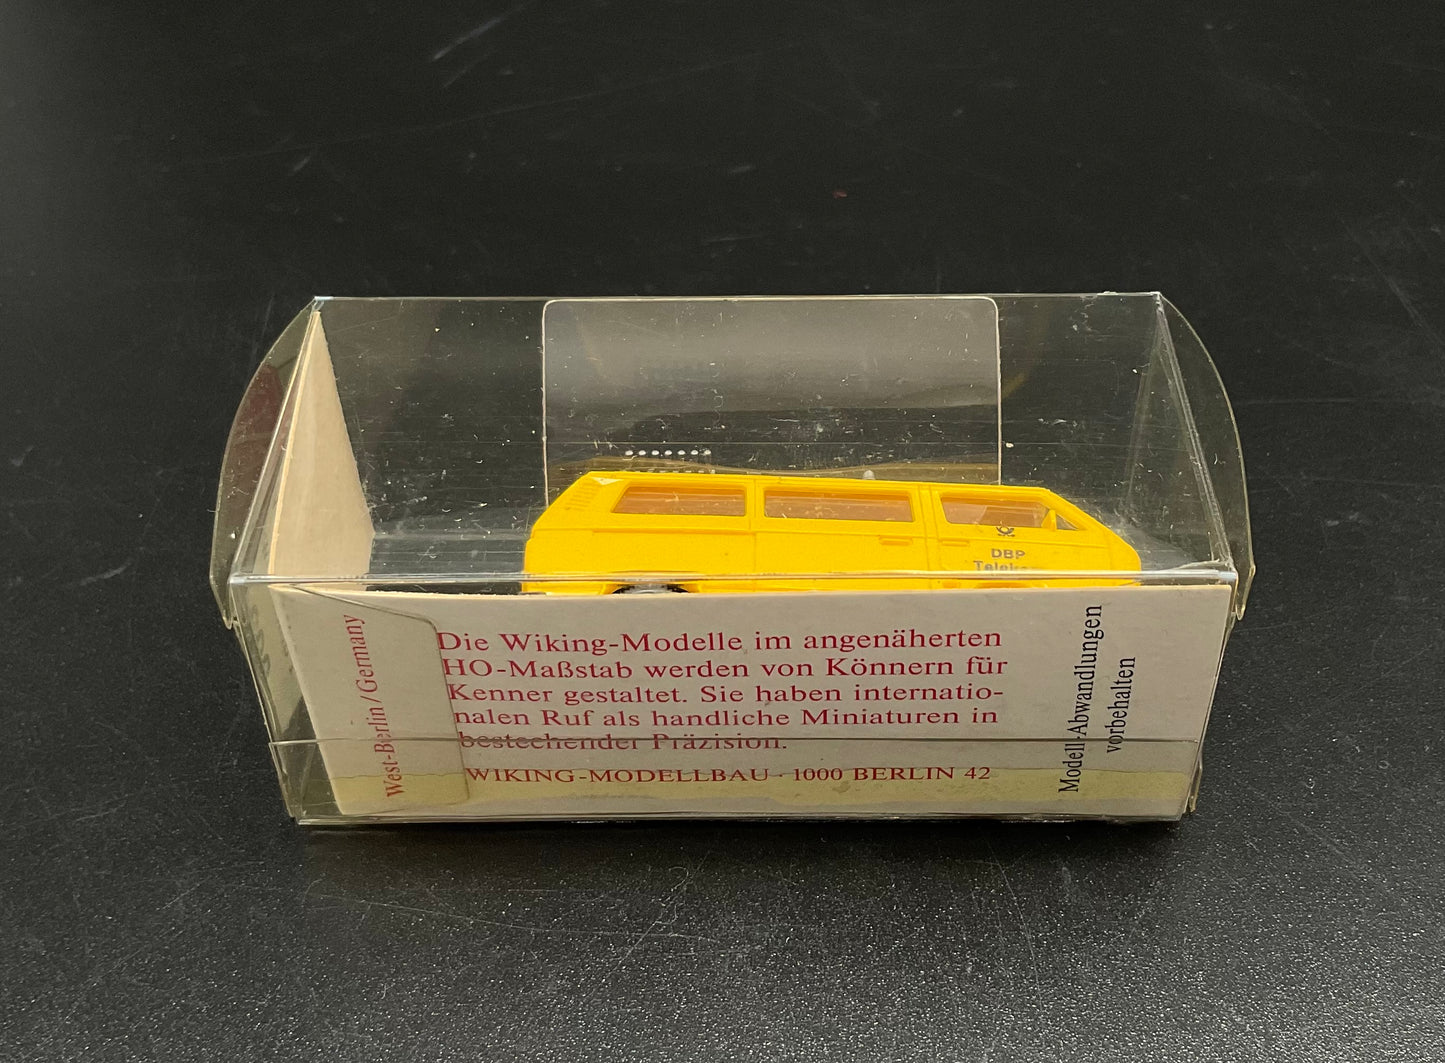 DBP
West-Berlin / Germany
Die Wiking-Modelle im angenäherten
HO-Maßstab werden von Könnern für
Kenner gestaltet. Sie haben internatio-
nalen Ruf als handliche Miniaturen in
bestechender Präzision.
WIKING-MODELLBAU · 1000 BERLIN 42
Modell-Abwandlungen
vorbehalten